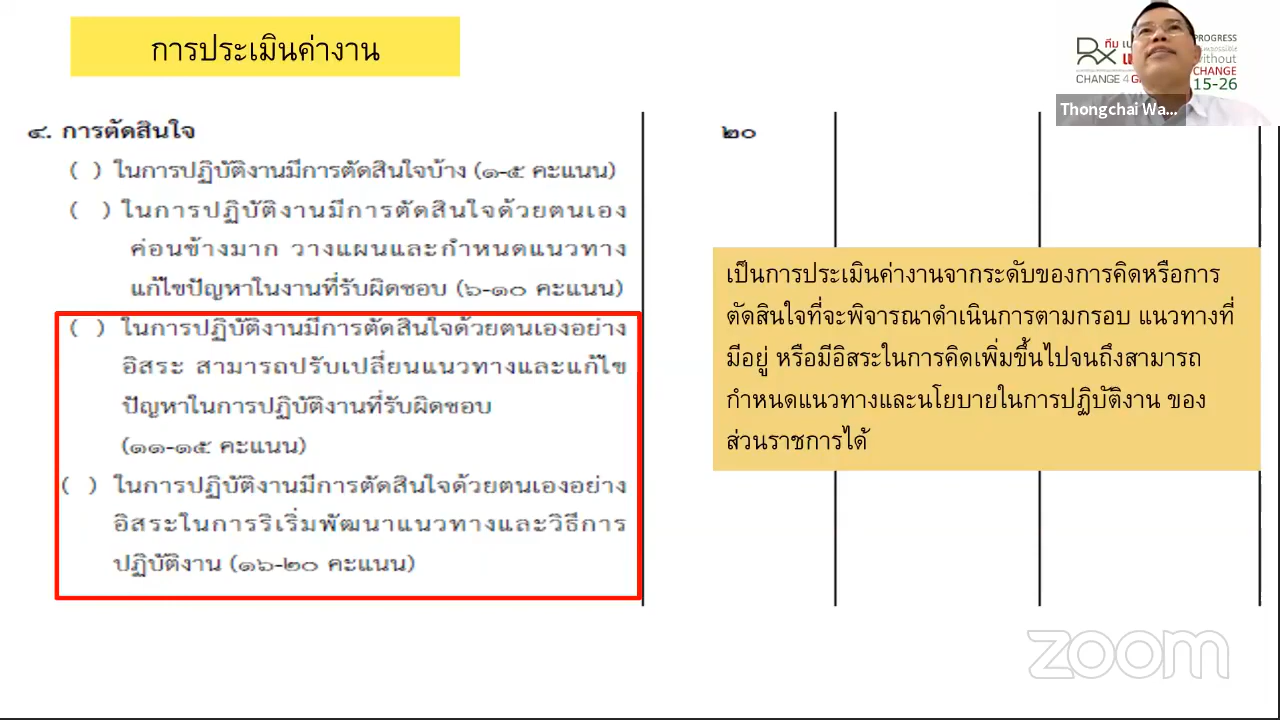 การประเมินค่างาน
ทีม
PROGRESS
impossible
without
CHANGE
CHANGE 4
15-26
Thongchai Wa...
๔. การตัดสินใจ
๒๐
( ) ในการปฏิบัติงานมีการตัดสินใจบ้าง (๑-๕ คะแนน)
( ) ในการปฏิบัติงานมีการตัดสินใจด้วยตนเอง
ค่อนข้างมาก วางแผนและกำหนดแนวทาง
แก้ไขปัญหาในงานที่รับผิดชอบ (๖-๑๐ คะแนน)
( ) ในการปฏิบัติงานมีการตัดสินใจด้วยตนเองอย่าง
อิสระ สามารถปรับเปลี่ยนแนวทางและแก้ไข
ปัญหาในการปฏิบัติงานที่รับผิดชอบ
(๑๑-๑๕ คะแนน)
( ) ในการปฏิบัติงานมีการตัดสินใจด้วยตนเองอย่าง
อิสระในการริเริ่มพัฒนาแนวทางและวิธีการ
ปฏิบัติงาน (๑๖-๒๐ คะแนน)
เป็นการประเมินค่างานจากระดับของการคิดหรือการ
ตัดสินใจที่จะพิจารณาดำเนินการตามกรอบ แนวทางที่
มีอยู่ หรือมีอิสระในการคิดเพิ่มขึ้นไปจนถึงสามารถ
กำหนดแนวทางและนโยบายในการปฏิบัติงาน ของ
ส่วนราชการได้
zoom